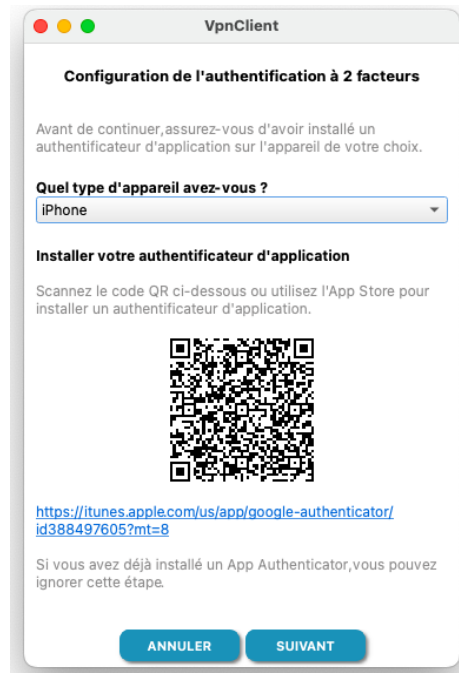 VpnClient
Configuration de l'authentification à 2 facteurs
Avant de continuer,assurez-vous d'avoir installé un
authentificateur d'application sur l'appareil de votre choix.
Quel type d'appareil avez-vous ?
iPhone
Installer votre authentificateur d'application
Scannez le code QR ci-dessous ou utilisez l'App Store pour
installer un authentificateur d'application.
https://itunes.apple.com/us/app/google-authenticator/
id388497605?mt=8
Si vous avez déjà installé un App Authenticator,vous pouvez
ignorer cette étape.
ANNULER SUIVANT